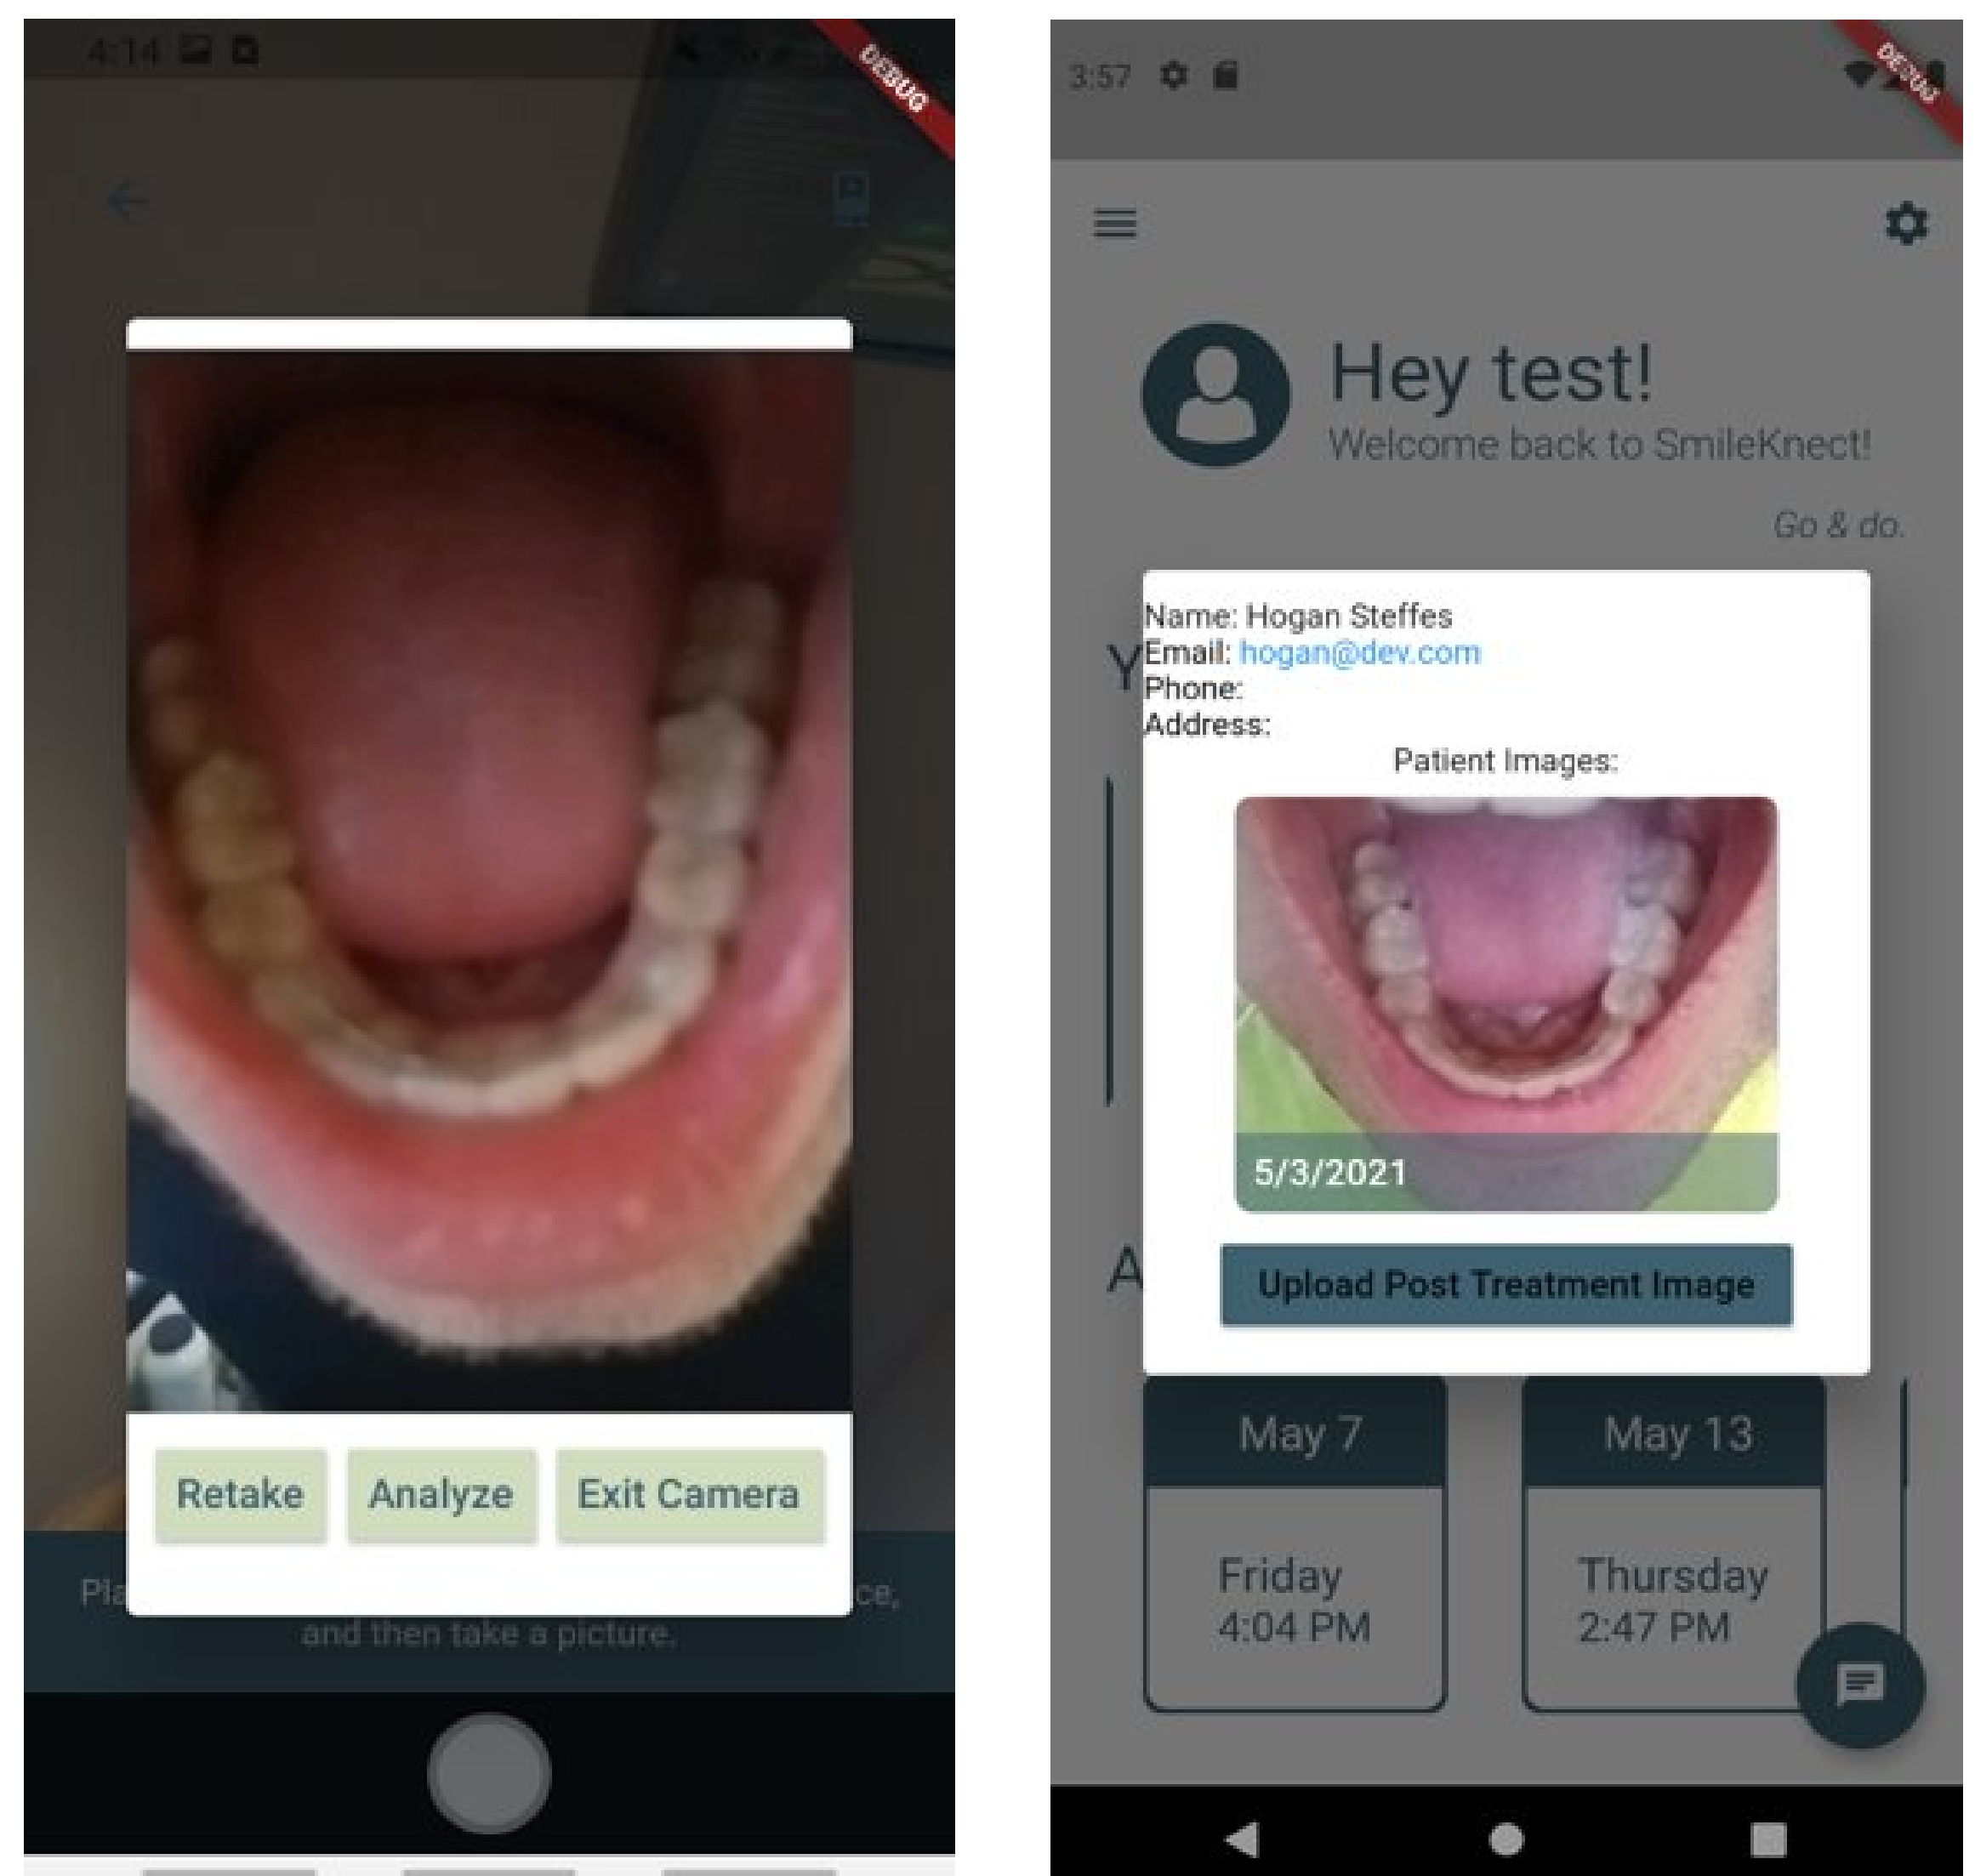 4:14
DEBUG
Retake
Analyze
Exit Camera
Pla
ce,
and then take a picture.
3:57
DEBUG
Hey test!
Welcome back to SmileKnect!
Go & do.
Name: Hogan Steffes
Y
Email: hogan@dev.com
Phone:
Address:
Patient Images:
5/3/2021
A
Upload Post Treatment Image
May 7
May 13
Friday
4:04 PM
Thursday
2:47 PM